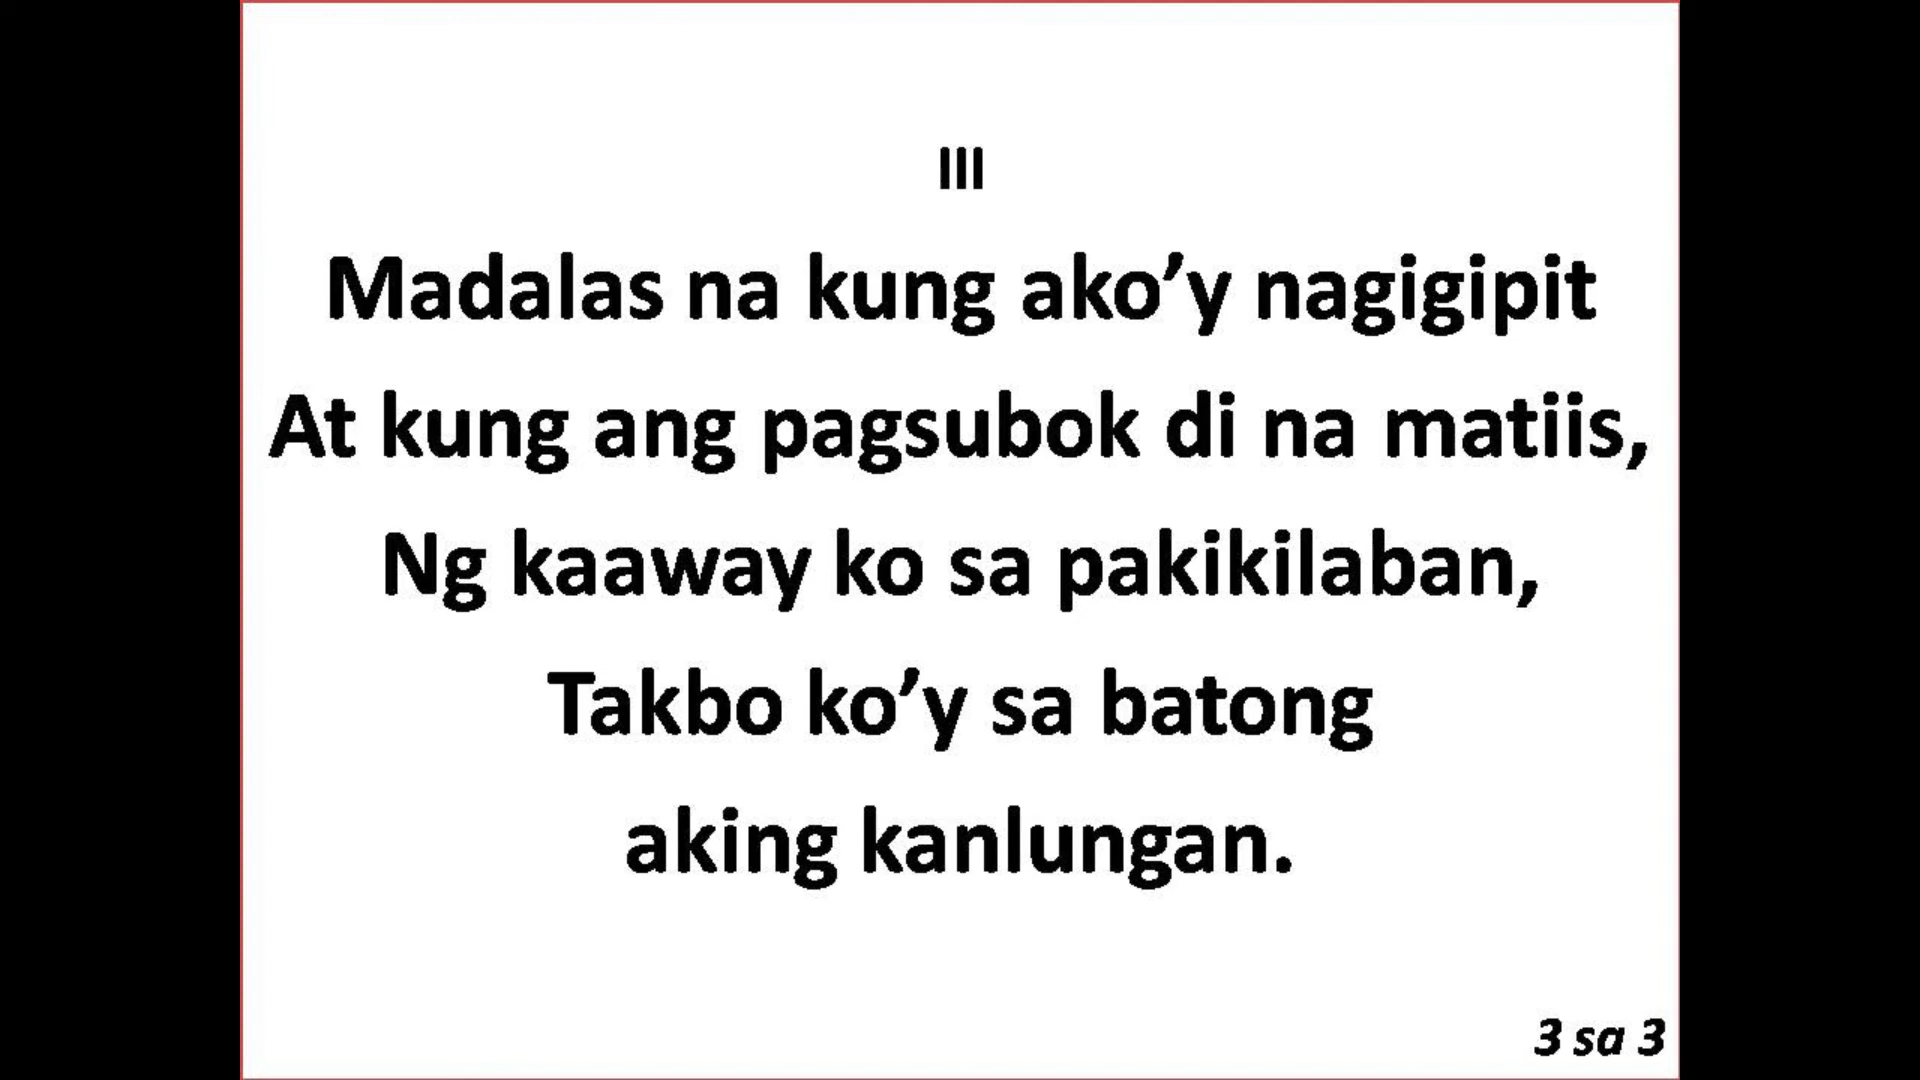 III
Madalas na kung ako’y nagigipit
At kung ang pagsubok di na matiis,
Ng kaaway ko sa pakikilaban,
Takbo ko’y sa batong
aking kanlungan.
3 sa 3